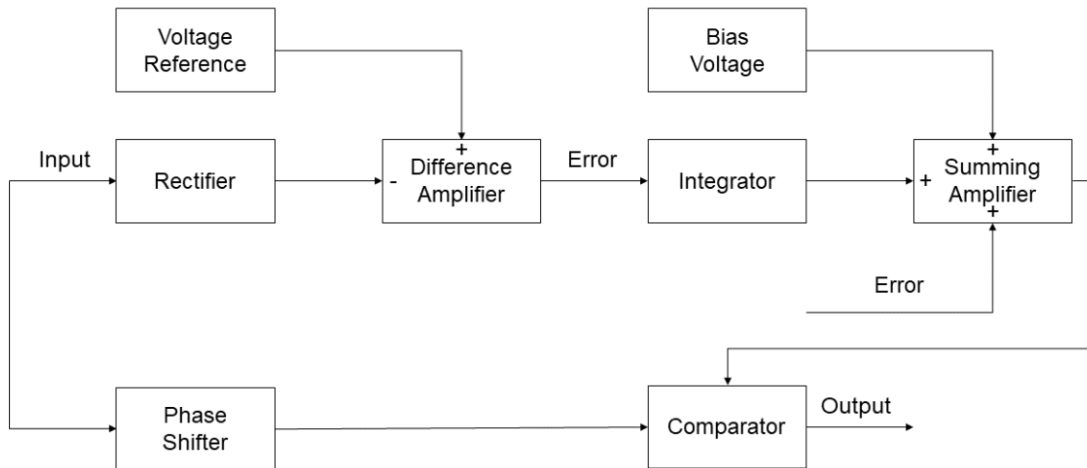 Voltage
Reference
Bias
Voltage
Input
Rectifier
+
-
Difference
Amplifier
Error
Integrator
+
+
Summing
Amplifier
+
Error
Phase
Shifter
Comparator
Output